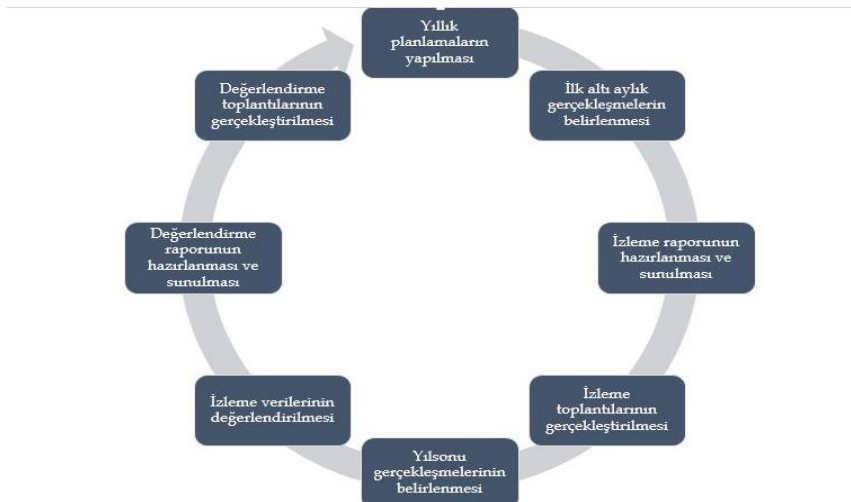 Yıllık
planlamaların
yapılması
İlk altı aylık
gerçekleşmelerin
belirlenmesi
İzleme raporunun
hazırlanması ve
sunulması
İzleme
toplantılarının
gerçekleştirilmesi
Yılsonu
gerçekleşmelerinin
belirlenmesi
İzleme verilerinin
değerlendirilmesi
Değerlendirme
raporunun
hazırlanması ve
sunulması
Değerlendirme
toplantılarının
gerçekleştirilmesi